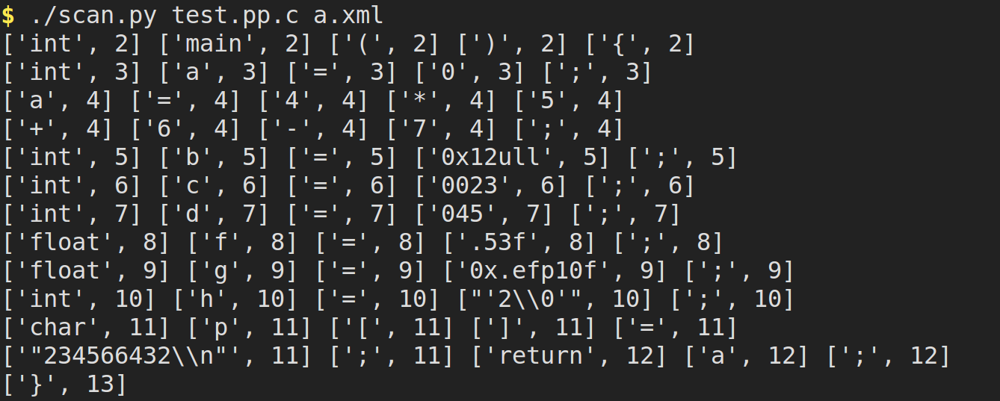 $ ./scan.py test.pp.c a.xml
['int', 2] ['main', 2] ['(', 2] [')', 2] ['{', 2]
['int', 3] ['a', 3] ['=', 3] ['0', 3] [';', 3]
['a', 4] ['=', 4] ['4', 4] ['*', 4] ['5', 4]
['+', 4] ['6', 4] ['-', 4] ['7', 4] [';', 4]
['int', 5] ['b', 5] ['=', 5] ['0x12ull', 5] [';', 5]
['int', 6] ['c', 6] ['=', 6] ['0023', 6] [';', 6]
['int', 7] ['d', 7] ['=', 7] ['045', 7] [';', 7]
['float', 8] ['f', 8] ['=', 8] ['.53f', 8] [';', 8]
['float', 9] ['g', 9] ['=', 9] ['0x.efp10f', 9] [';', 9]
['int', 10] ['h', 10] ['=', 10] ["'2\\0'", 10] [';', 10]
['char', 11] ['p', 11] ['[', 11] [']', 11] ['=', 11]
['"234566432\\n"', 11] [';', 11] ['return', 12] ['a', 12] [';', 12]
['}', 13]